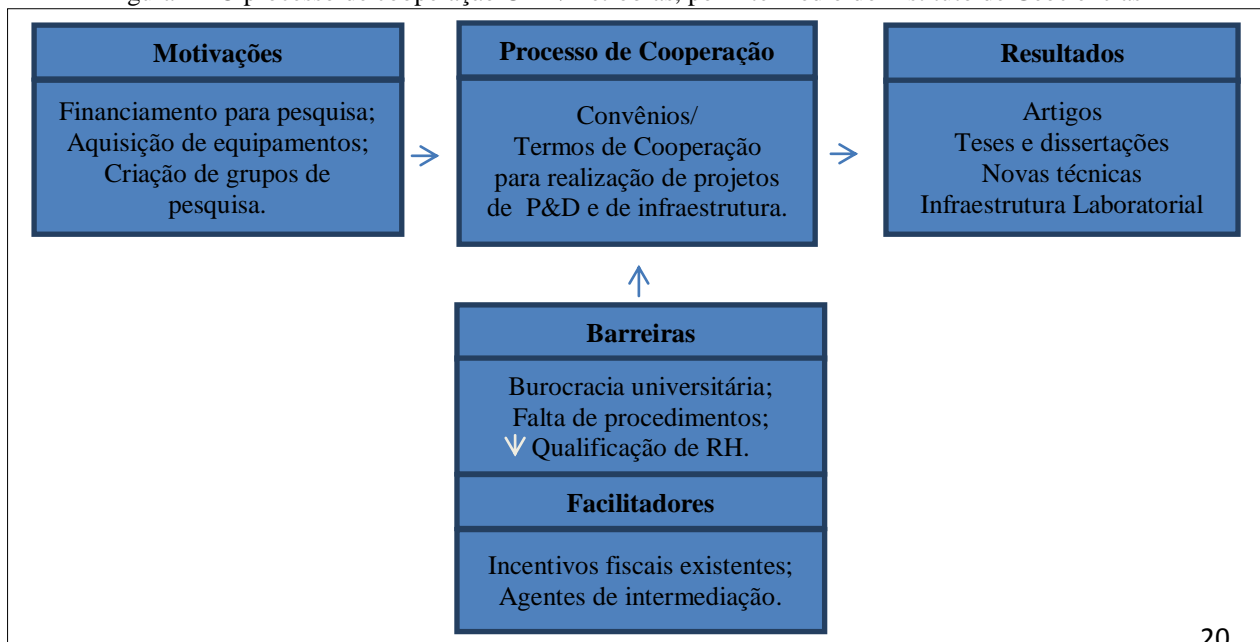 Motivações
Financiamento para pesquisa;
Aquisição de equipamentos;
Criação de grupos de
pesquisa.
Processo de Cooperação
Convênios/
Termos de Cooperação
para realização de projetos
de P&D e de infraestrutura.
Resultados
Artigos
Teses e dissertações
Novas técnicas
Infraestrutura Laboratorial
Barreiras
Burocracia universitária;
Falta de procedimentos;
Qualificação de RH.
Facilitadores
Incentivos fiscais existentes;
Agentes de intermediação.
20